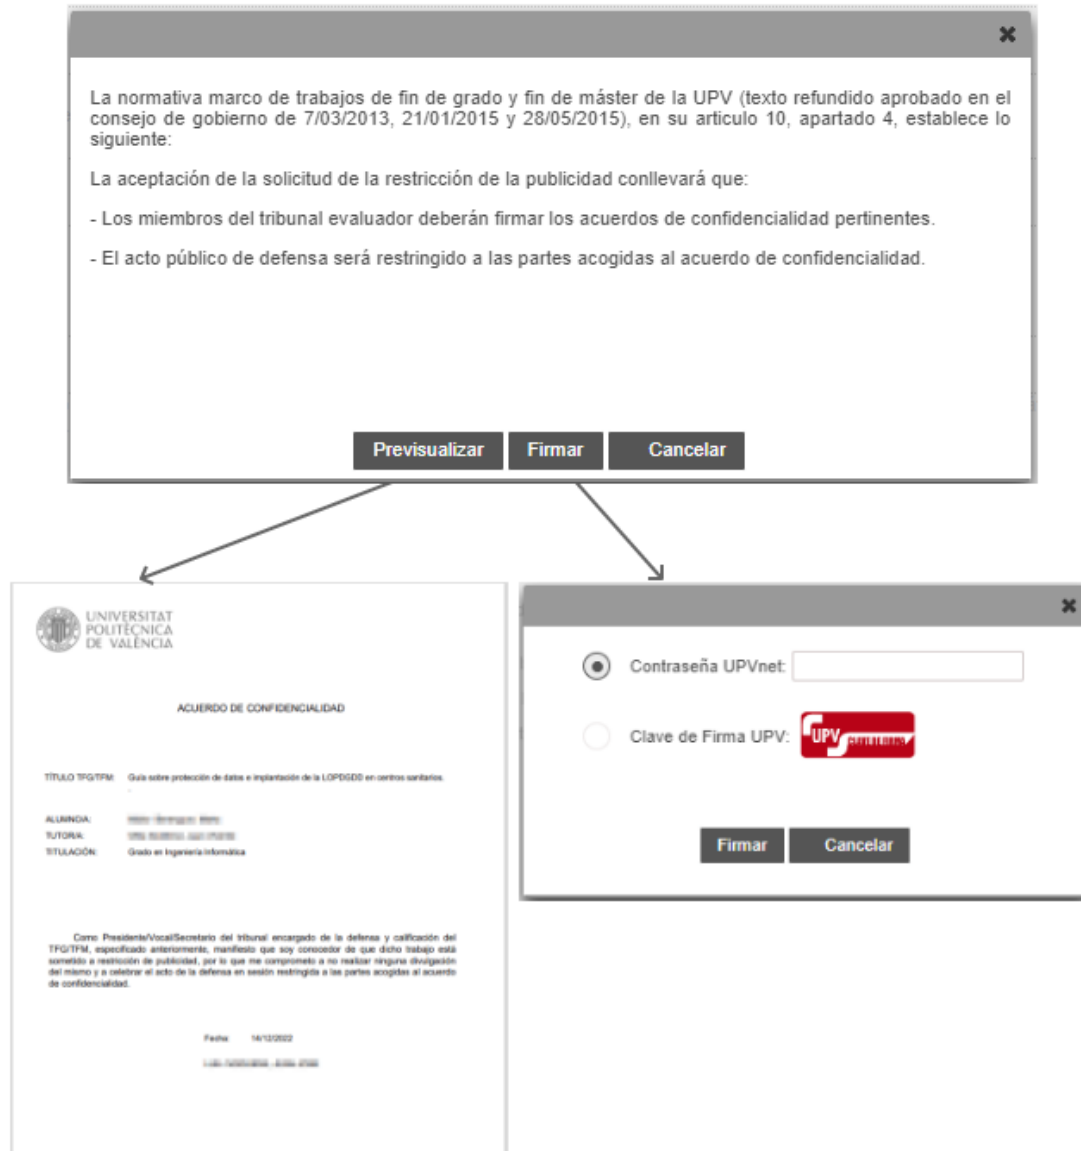 La normativa marco de trabajos de fin de grado y fin de máster de la UPV (texto refundido aprobado en el
consejo de gobierno de 7/03/2013, 21/01/2015 y 28/05/2015), en su articulo 10, apartado 4, establece lo
siguiente:
La aceptación de la solicitud de la restricción de la publicidad conllevará que:
- Los miembros del tribunal evaluador deberán firmar los acuerdos de confidencialidad pertinentes.
- El acto público de defensa será restringido a las partes acogidas al acuerdo de confidencialidad.
Previsualizar Firmar Cancelar
UNIVERSITAT
POLITÈCNICA
DE VALÈNCIA
ACUERDO DE CONFIDENCIALIDAD
TÍTULO TFG/TFM: Guía sobre protección de datos e implantación de la LOPDGDD en centros sanitarios.
ALUMNO/A:
TUTOR/A:
TITULACIÓN: Grado en Ingeniería Informática
Como Presidente/Vocal/Secretario del tribunal encargado de la defensa y calificación del
TFG/TFM, especificado anteriormente, manifiesto que soy conocedor de que dicho trabajo está
sometido a restricción de publicidad, por lo que me comprometo a no realizar ninguna divulgación
del mismo y a celebrar el acto de la defensa en sesión restringida a las partes acogidas al acuerdo
de confidencialidad.
Fecha: 14/12/2022
Contraseña UPVnet:
Clave de Firma UPV: UPV
Firmar Cancelar